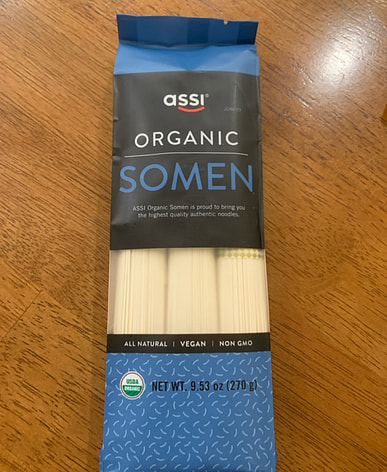 assi
ORGANIC
SOMEN
ASSI Organic Somen is proud to bring you
the highest quality authentic noodles.
ALL NATURAL | VEGAN | NON GMO
USDA
ORGANIC
NET WT. 9.53 oz (270 g)